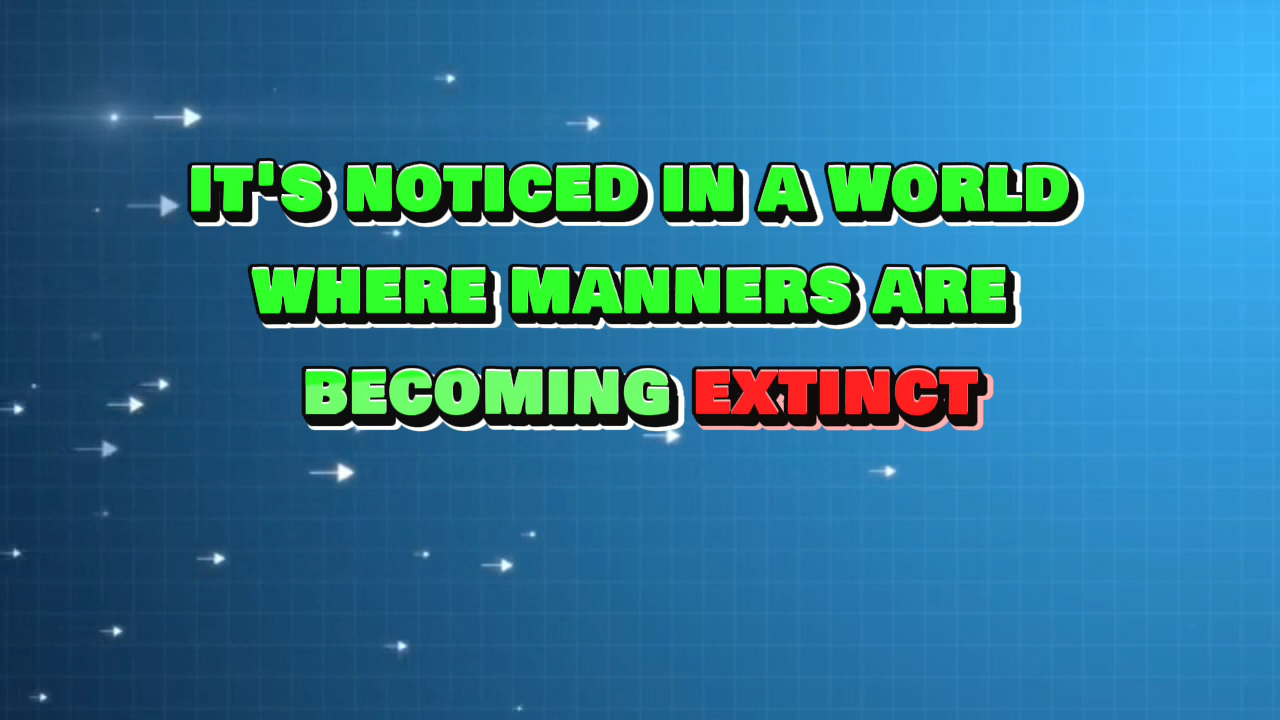 IT'S NOTICED IN A WORLD
WHERE MANNERS ARE
BECOMING EXTINCT